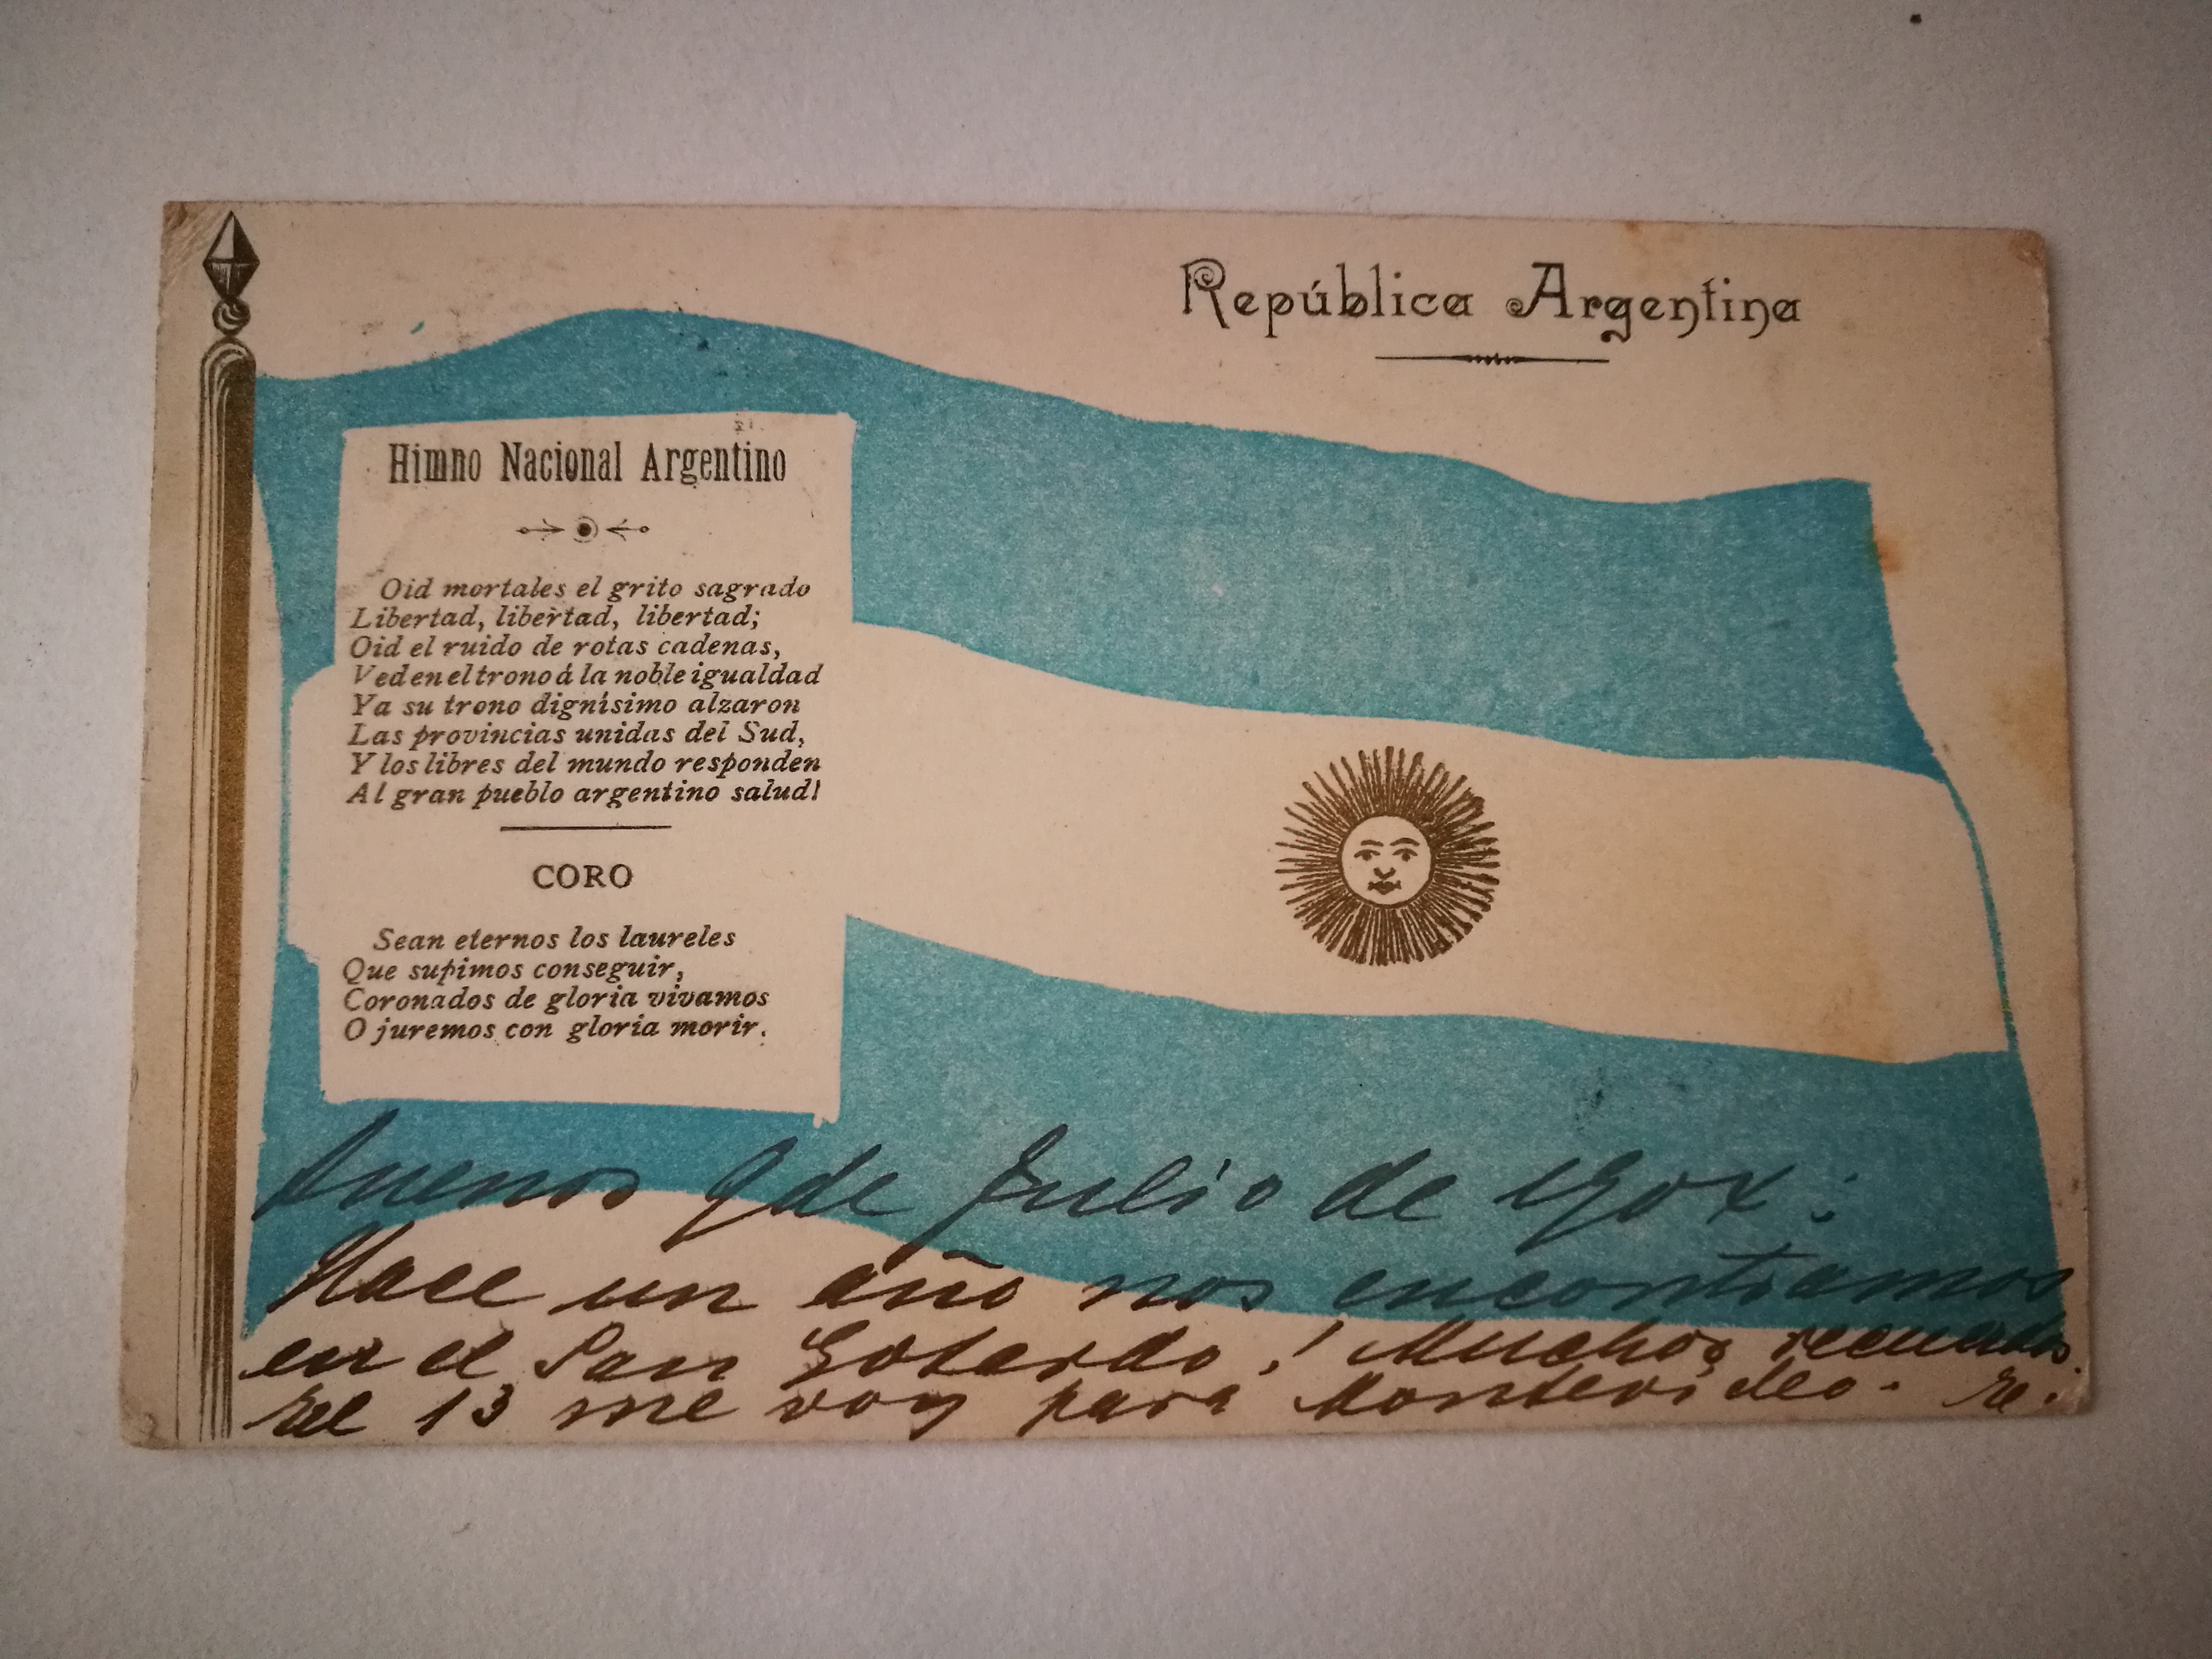 República Argentina
Himno Nacional Argentino
Oid mortales el grito sagrado
Libertad, libertad, libertad;
Oid el ruido de rotas cadenas,
Ved en el trono á la noble igualdad
Ya su trono dignísimo alzaron
Las provincias unidas del Sud,
Y los libres del mundo responden
Al gran pueblo argentino salud!
CORO
Sean eternos los laureles
Que supimos conseguir,
Coronados de gloria vivamos
O juremos con gloria morir.
Buenos 9 de Julio de
Hace un año nos encontramos
en el San Gotardo! Muchos recuerdos
el 13 me voy para Montevideo.